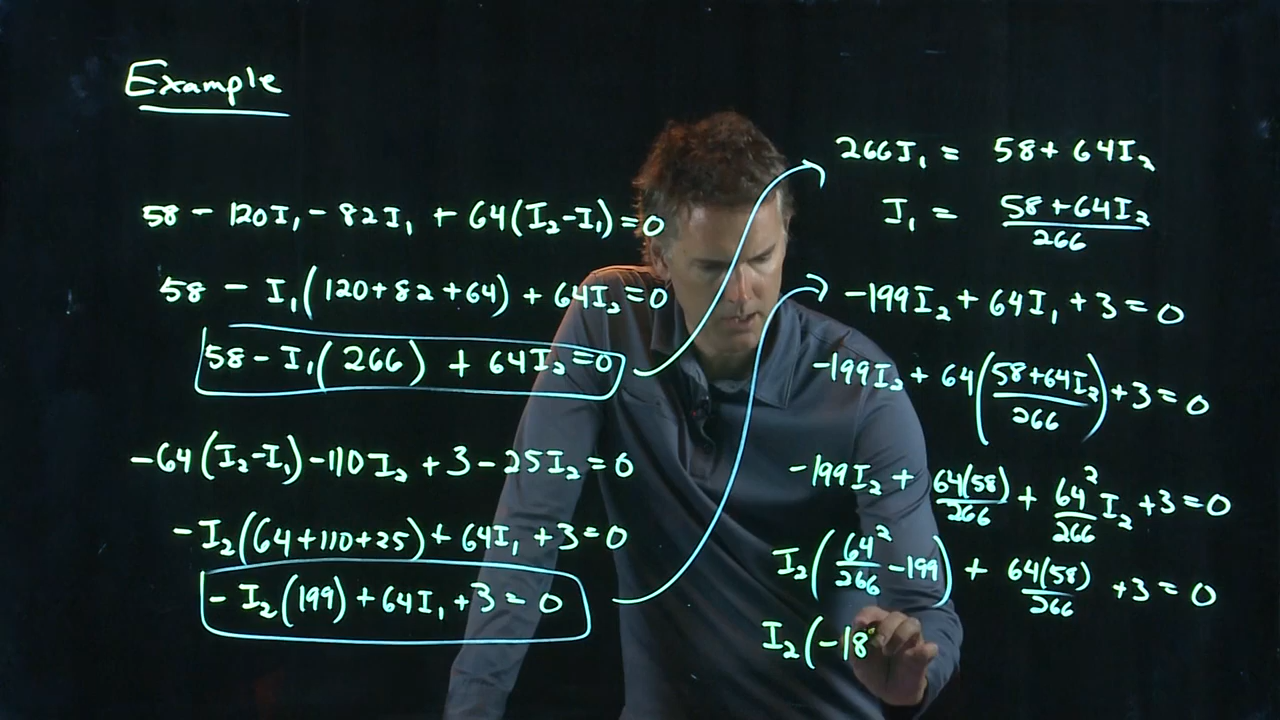 Example
58 - 120I₁ - 82I₁ + 64(I₂-I₁) = 0
58 - I₁(120+82+64) + 64I₂ = 0
58 - I₁(266) + 64I₂ = 0
-64(I₂-I₁) - 110I₂ + 3 - 25I₂ = 0
-I₂(64+110+25) + 64I₁ + 3 = 0
-I₂(199) + 64I₁ + 3 = 0
266I₁ = 58 + 64I₂
I₁ = (58+64I₂)/266
-199I₂ + 64I₁ + 3 = 0
-199I₂ + 64((58+64I₂)/266) + 3 = 0
-199I₂ + 64(58)/266 + 64²/266 I₂ + 3 = 0
I₂(64²/266 - 199) + 64(58)/266 + 3 = 0
I₂(-18